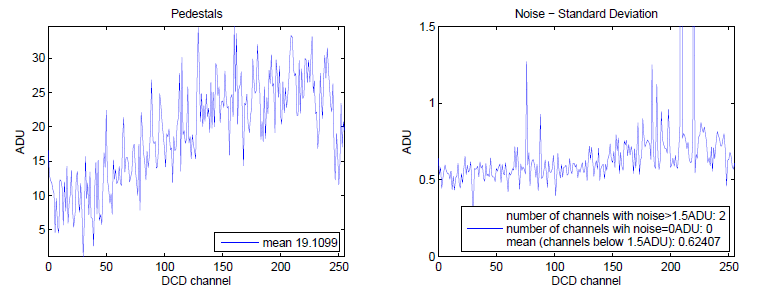 Pedestals
ADU
30
25
20
15
10
5
0
50
100
150
200
250
DCD channel
mean 19.1099
Noise − Standard Deviation
ADU
1.5
1
0.5
0
0
50
100
150
200
250
DCD channel
number of channels with noise>1.5ADU: 2
number of channels wih noise=0ADU: 0
mean (channels below 1.5ADU): 0.62407